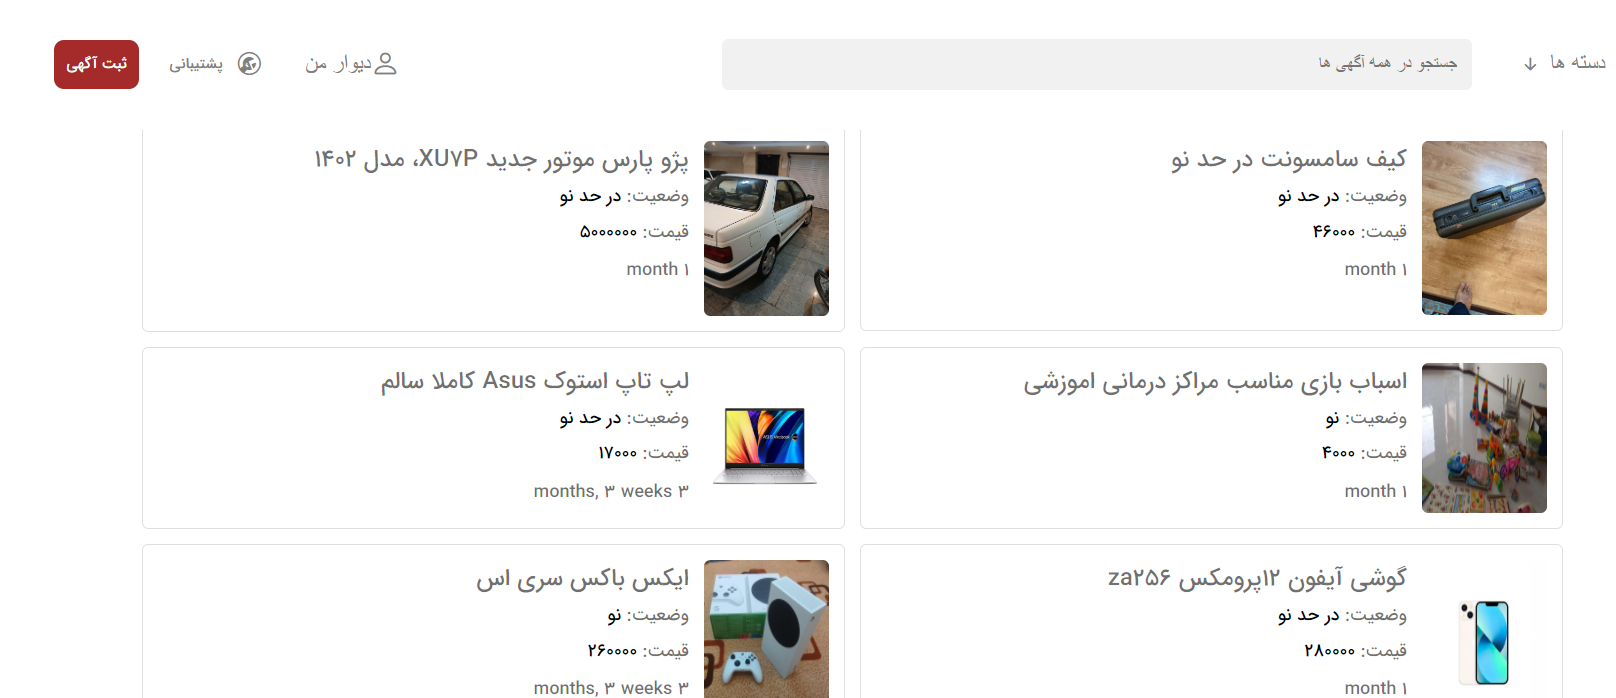 دسته ها
جستجو در همه آگهی ها
دیوار من
پشتیبانی
ثبت آگهی
کیف سامسونت در حد نو
وضعیت: در حد نو
قیمت: ۴۶۰۰۰
۱ month
پژو پارس موتور جدید XU۷P، مدل ۱۴۰۲
وضعیت: در حد نو
قیمت: ۵۰۰۰۰۰۰
۱ month
اسباب بازی مناسب مراکز درمانی اموزشی
وضعیت: نو
قیمت: ۴۰۰۰
۱ month
لپ تاپ استوک Asus کاملا سالم
وضعیت: در حد نو
قیمت: ۱۷۰۰۰
۳ months, ۳ weeks
گوشی آیفون ۱۲پرومکس za۲۵۶
وضعیت: در حد نو
قیمت: ۲۸۰۰۰۰
۱ month
ایکس باکس سری اس
وضعیت: نو
قیمت: ۲۶۰۰۰۰
۳ months, ۳ weeks